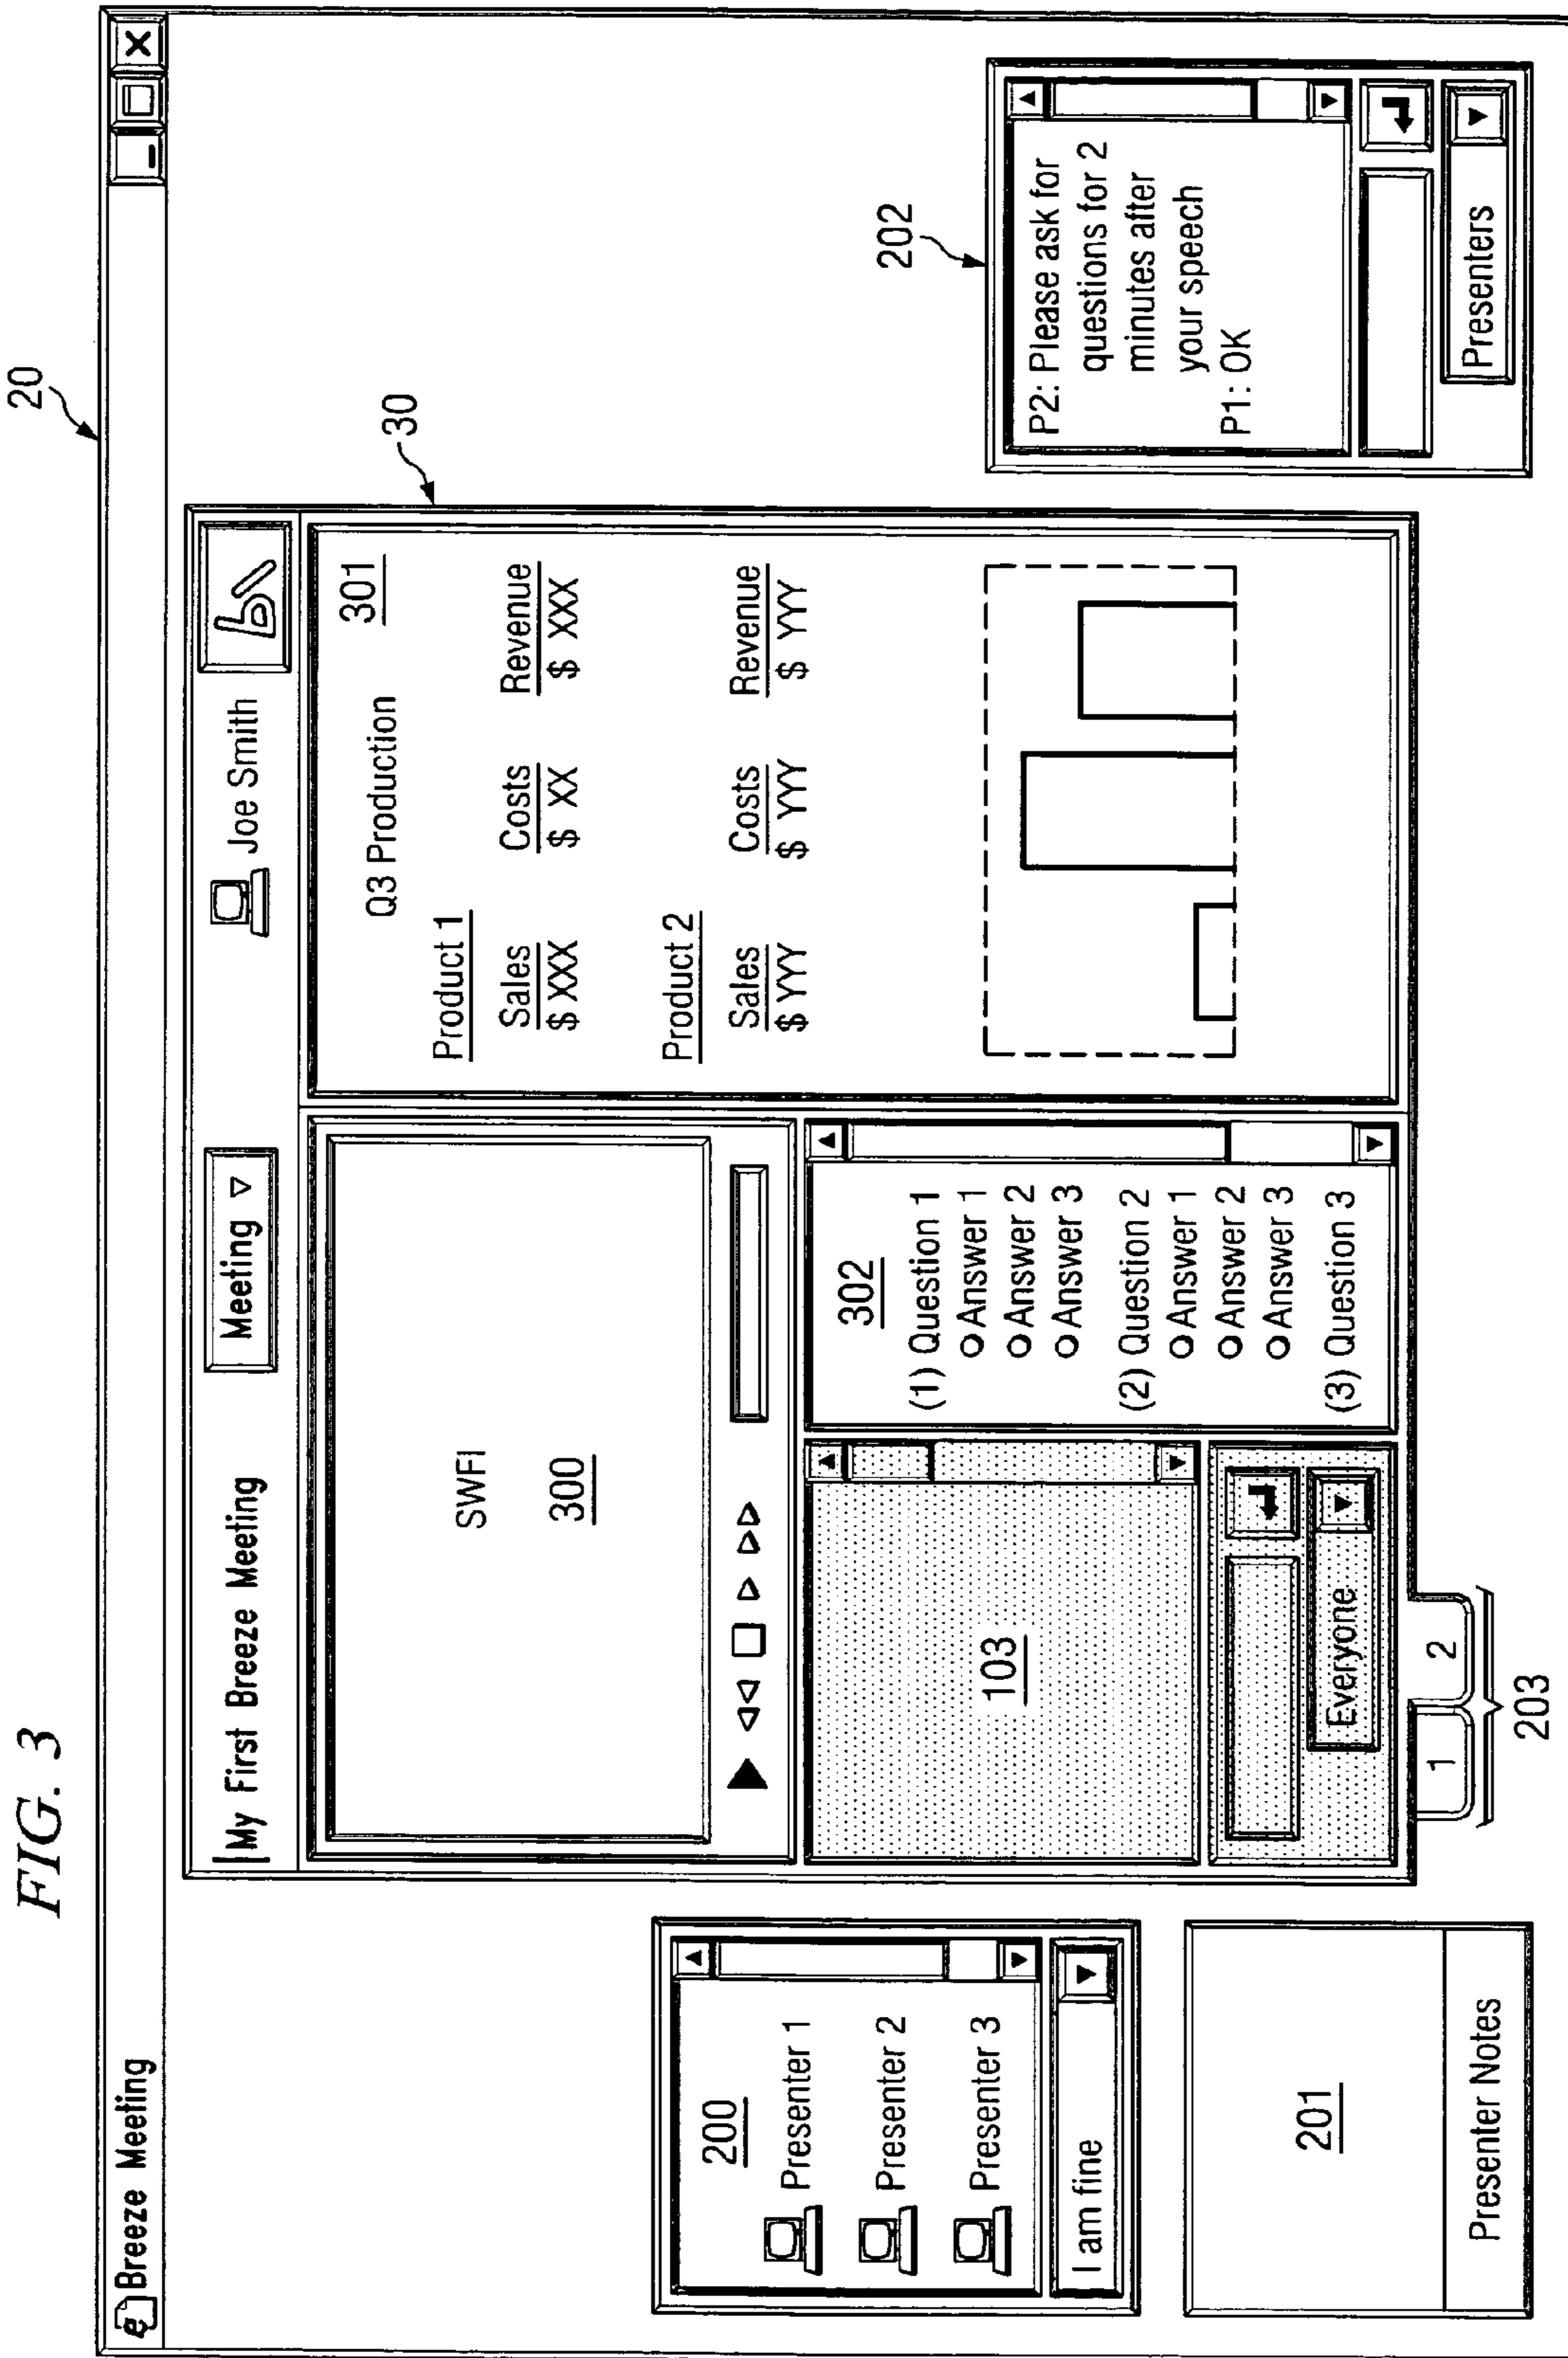 FIG. 3
20
Breeze Meeting
My First Breeze Meeting
Meeting
Joe Smith
30
SWFI
300
301
Q3 Production
Product 1
Sales Costs Revenue
$ XXX $ XX $ XXX
Product 2
Sales Costs Revenue
$ YYY $ YYY $ YYY
200
Presenter 1
Presenter 2
Presenter 3
I am fine
201
Presenter Notes
103
Everyone
302
(1) Question 1
Answer 1
Answer 2
Answer 3
(2) Question 2
Answer 1
Answer 2
Answer 3
(3) Question 3
1 2
203
202
P2: Please ask for
questions for 2
minutes after
your speech
P1: OK
Presenters